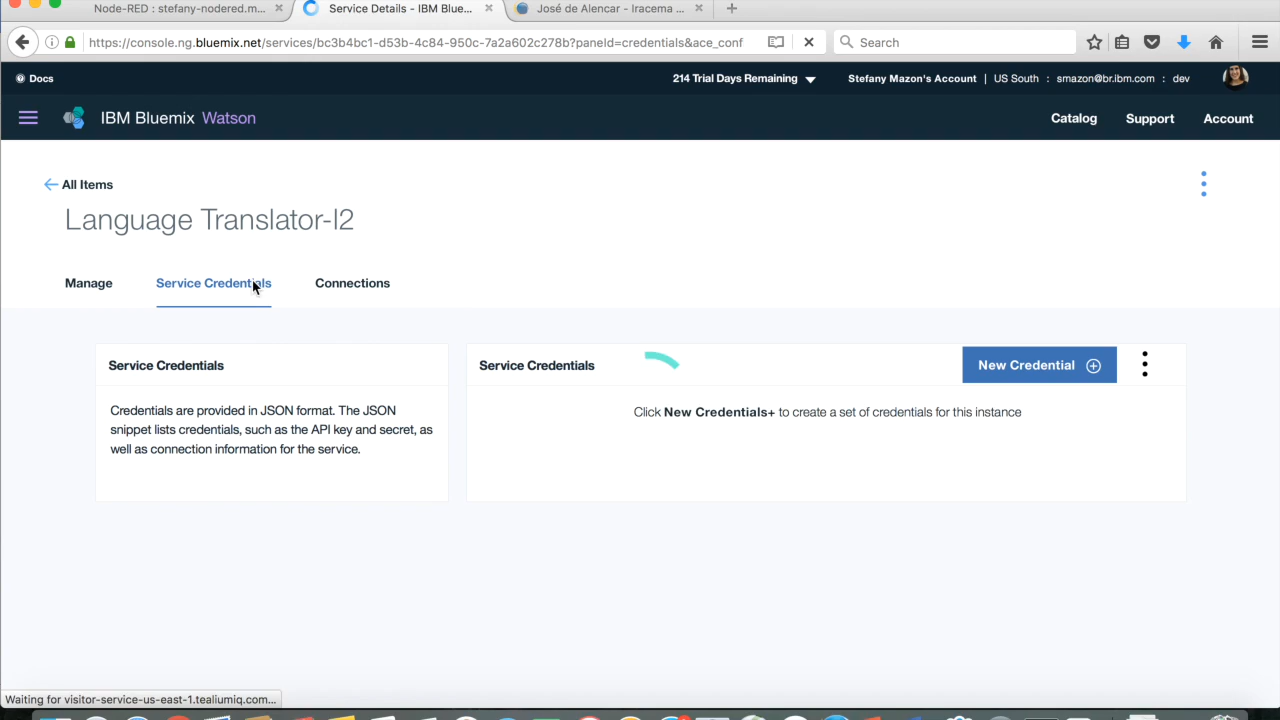 Node-RED : stefany-nodered.m...
Service Details - IBM Blue...
José de Alencar - Iracema ...
https://console.ng.bluemix.net/services/bc3b4bc1-d53b-4c84-950c-7a2a602c278b?paneId=credentials&ace_conf
Search
Docs
214 Trial Days Remaining
Stefany Mazon's Account | US South : smazon@br.ibm.com : dev
IBM Bluemix Watson
Catalog
Support
Account
All Items
Language Translator-l2
Manage
Service Credentials
Connections
Service Credentials
Credentials are provided in JSON format. The JSON
snippet lists credentials, such as the API key and secret, as
well as connection information for the service.
Service Credentials
New Credential
Click New Credentials+ to create a set of credentials for this instance
Waiting for visitor-service-us-east-1.tealiumiq.com...